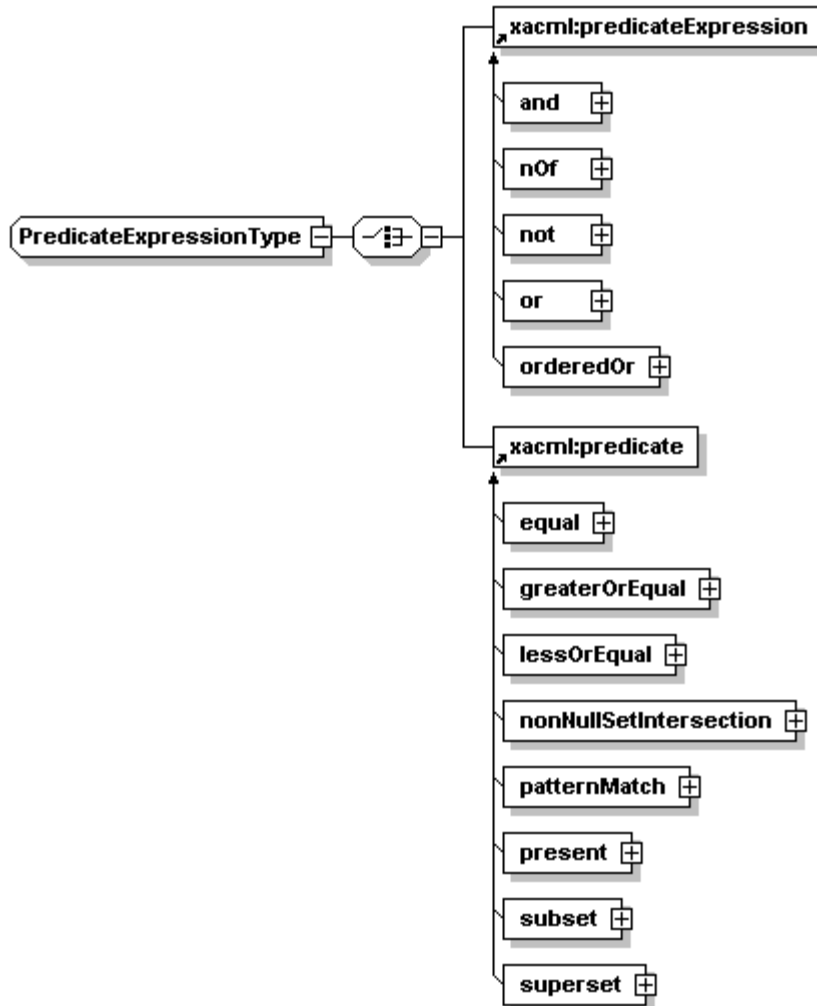 xacml:predicateExpression
and
nOf
not
PredicateExpressionType
or
orderedOr
xacml:predicate
equal
greaterOrEqual
lessOrEqual
nonNullSetIntersection
patternMatch
present
subset
superset